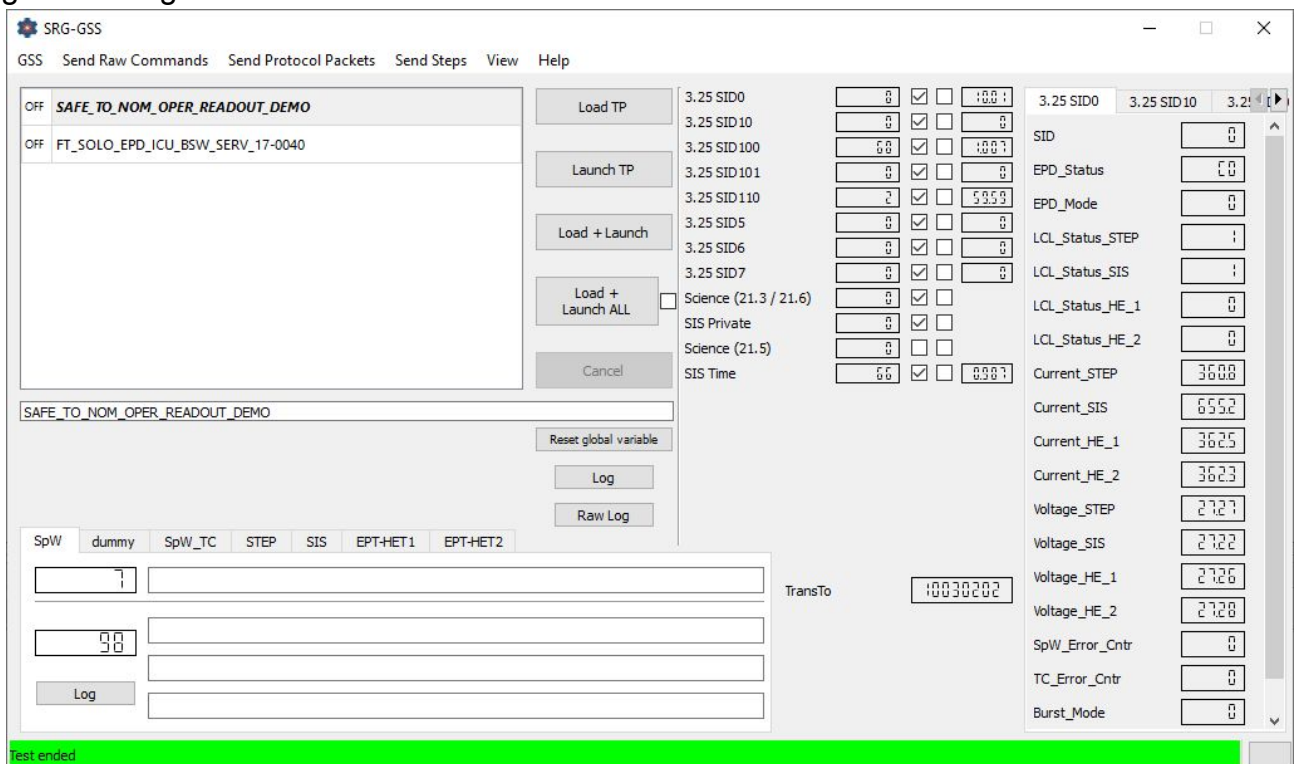 SRG-GSS
GSS Send Raw Commands Send Protocol Packets Send Steps View Help
OFF SAFE_TO_NOM_OPER_READOUT_DEMO
OFF FT_SOLO_EPD_ICU_BSW_SERV_17-0040
Load TP
Launch TP
Load + Launch
Load +
Launch ALL
Cancel
SAFE_TO_NOM_OPER_READOUT_DEMO
Reset global variable
Log
Raw Log
3.25 SID0 0
3.25 SID10 0 0
3.25 SID100 68 1.007
3.25 SID101 0 0
3.25 SID110 2 59.59
3.25 SID5 0 0
3.25 SID6 0 0
3.25 SID7 0 0
Science (21.3 / 21.6) 0
SIS Private 0
Science (21.5) 0
SIS Time 66 0.987
3.25 SID0 3.25 SID10
SID 0
EPD_Status C0
EPD_Mode 0
LCL_Status_STEP 1
LCL_Status_SIS 1
LCL_Status_HE_1 0
LCL_Status_HE_2 0
Current_STEP 360.8
Current_SIS 655.2
Current_HE_1 362.5
Current_HE_2 362.3
Voltage_STEP 27.27
Voltage_SIS 27.22
Voltage_HE_1 27.26
Voltage_HE_2 27.28
SpW_Error_Cntr 0
TC_Error_Cntr 0
Burst_Mode 0
SpW dummy SpW_TC STEP SIS EPT-HET1 EPT-HET2
7
98
Log
TransTo 10030202
Test ended